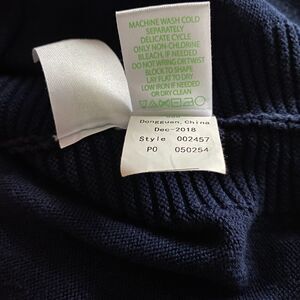 MACHINE WASH COLD
SEPARATELY
DELICATE CYCLE
ONLY NON-CHLORINE
BLEACH, IF NEEDED
DO NOT WRING OR TWIST
BLOCK TO SHAPE
LAY FLAT TO DRY
LOW IRON IF NEEDED
OR DRY CLEAN
Dongguan, China
Dec-2018
Style 002457
PO 050254